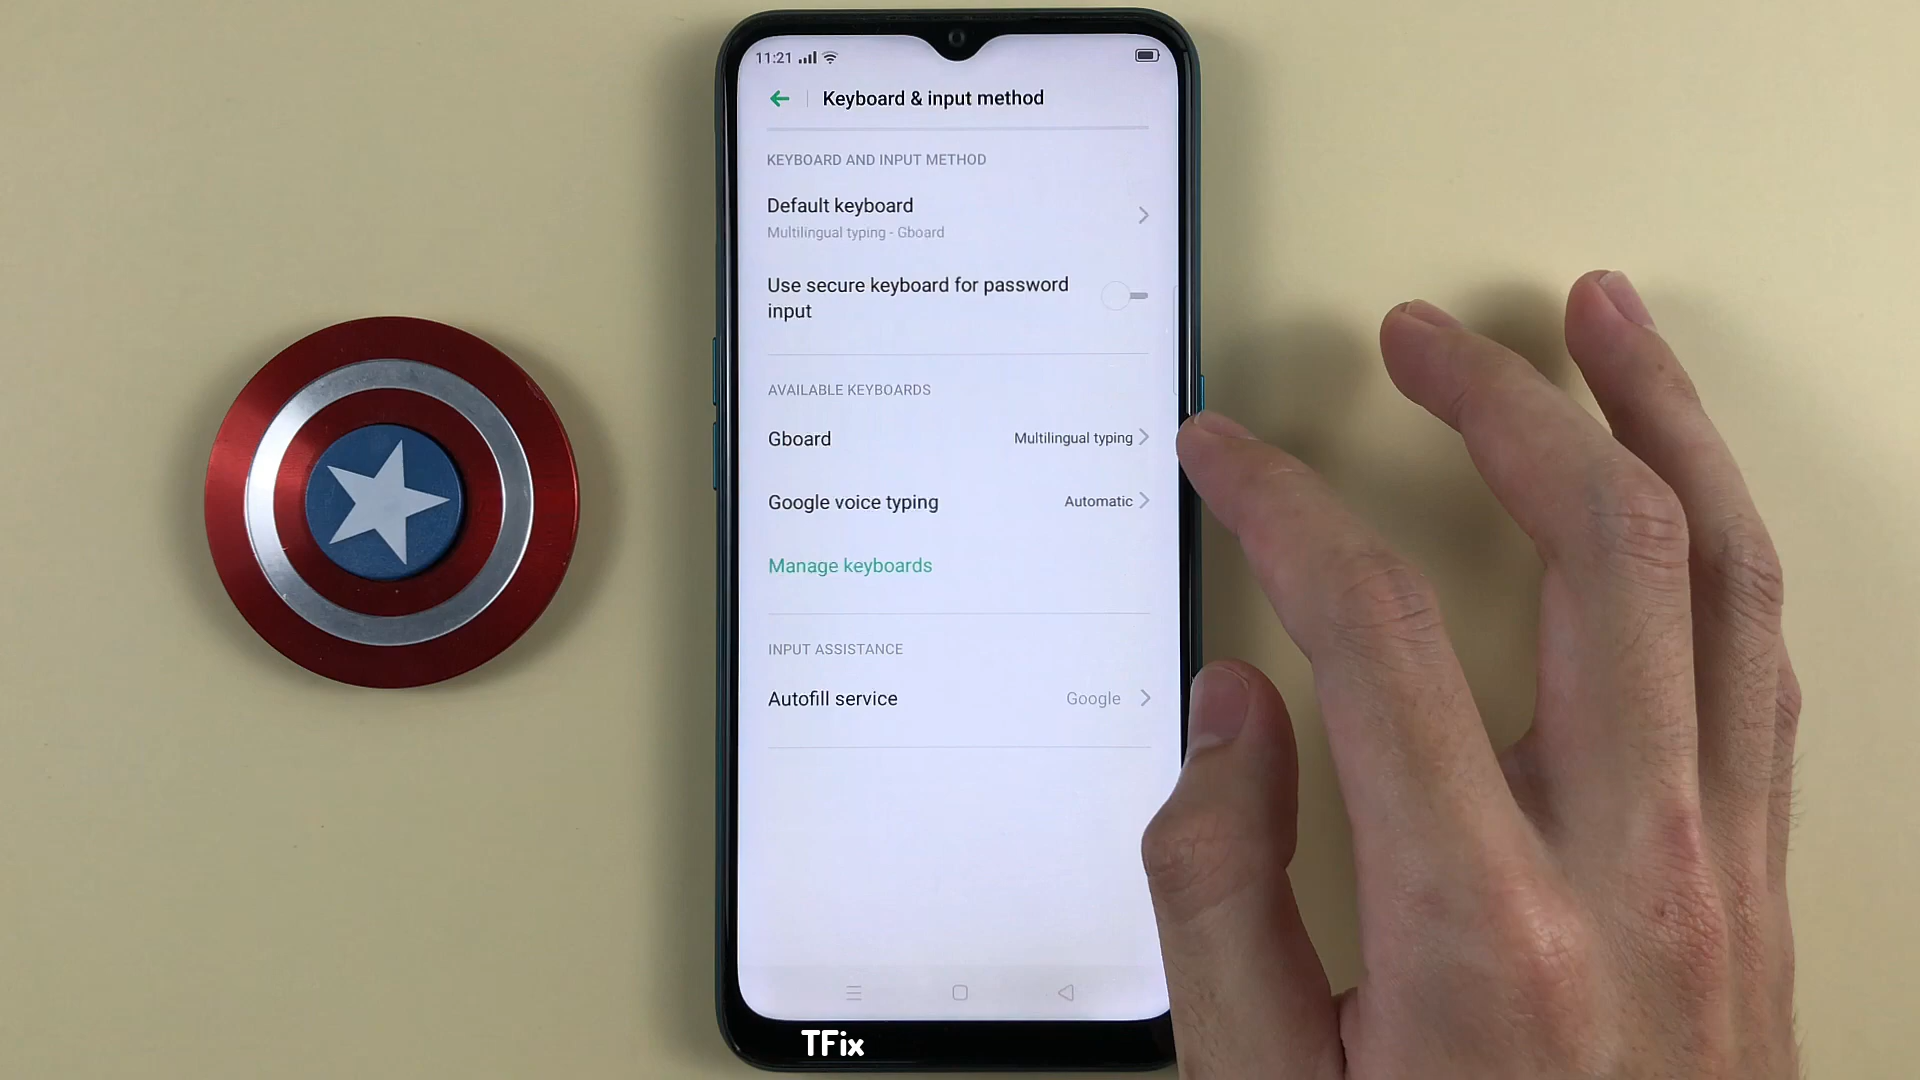 11:21
Keyboard & input method
KEYBOARD AND INPUT METHOD
Default keyboard
Multilingual typing - Gboard
Use secure keyboard for password
input
AVAILABLE KEYBOARDS
Gboard
Multilingual typing
Google voice typing
Automatic
Manage keyboards
INPUT ASSISTANCE
Autofill service
Google
TFix